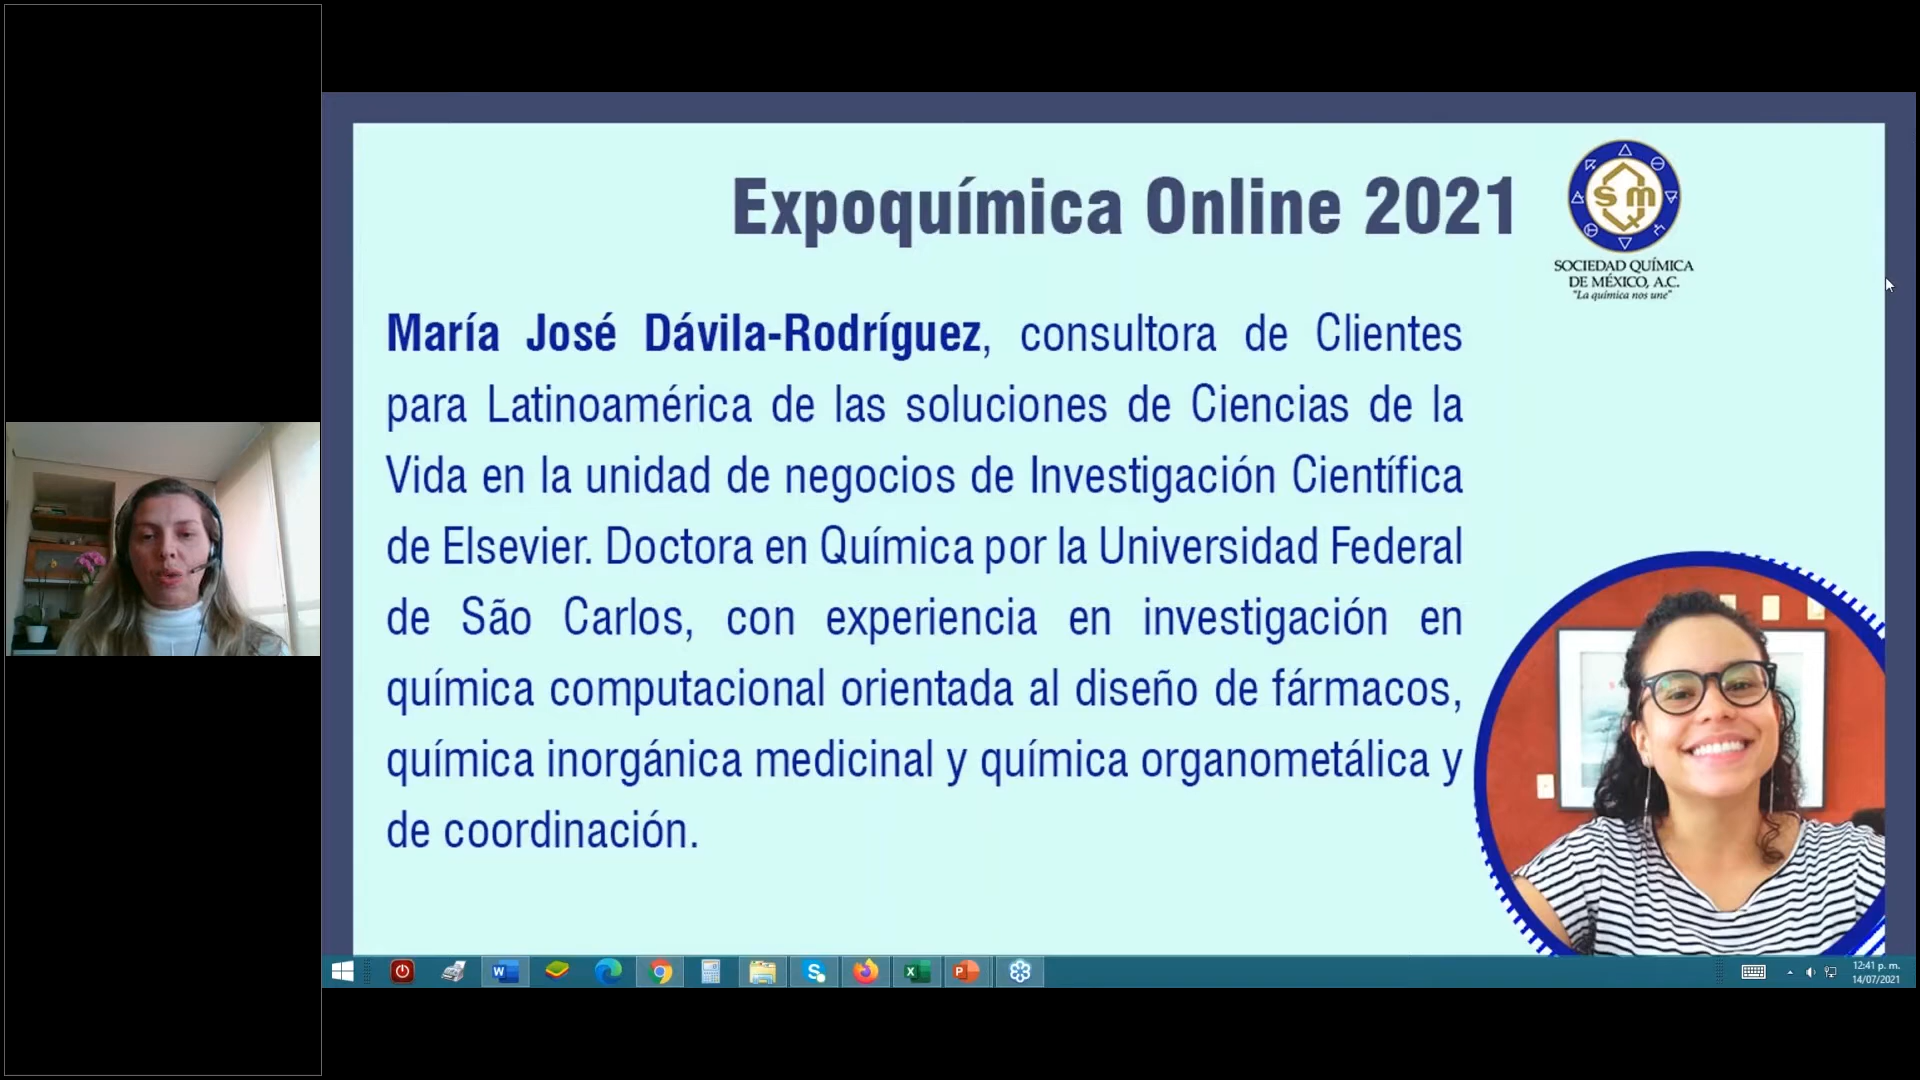 Expoquímica Online 2021
SOCIEDAD QUÍMICA
DE MÉXICO, A.C.
"La química nos une"
María José Dávila-Rodríguez, consultora de Clientes
para Latinoamérica de las soluciones de Ciencias de la
Vida en la unidad de negocios de Investigación Científica
de Elsevier. Doctora en Química por la Universidad Federal
de São Carlos, con experiencia en investigación en
química computacional orientada al diseño de fármacos,
química inorgánica medicinal y química organometálica y
de coordinación.
12:41 p. m.
14/07/2021